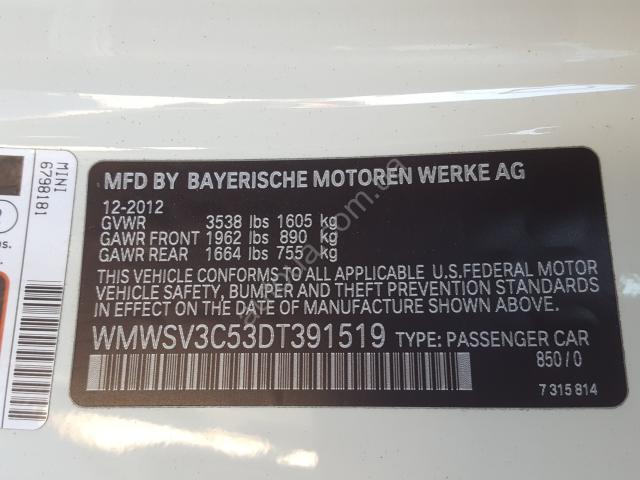 MFD BY BAYERISCHE MOTOREN WERKE AG
12-2012
GVWR 3538 lbs 1605 kg
GAWR FRONT 1962 lbs 890 kg
GAWR REAR 1664 lbs 755 kg
THIS VEHICLE CONFORMS TO ALL APPLICABLE U.S.FEDERAL MOTOR
VEHICLE SAFETY, BUMPER AND THEFT PREVENTION STANDARDS
IN EFFECT ON THE DATE OF MANUFACTURE SHOWN ABOVE.
WMWSV3C53DT391519 TYPE: PASSENGER CAR
850/0
7 315 814
MINI
6798181